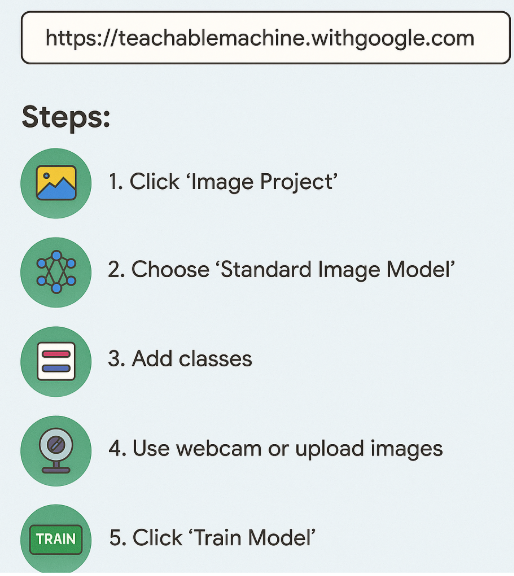 https://teachablemachine.withgoogle.com
Steps:
1. Click ‘Image Project’
2. Choose ‘Standard Image Model’
3. Add classes
4. Use webcam or upload images
TRAIN
5. Click ‘Train Model’